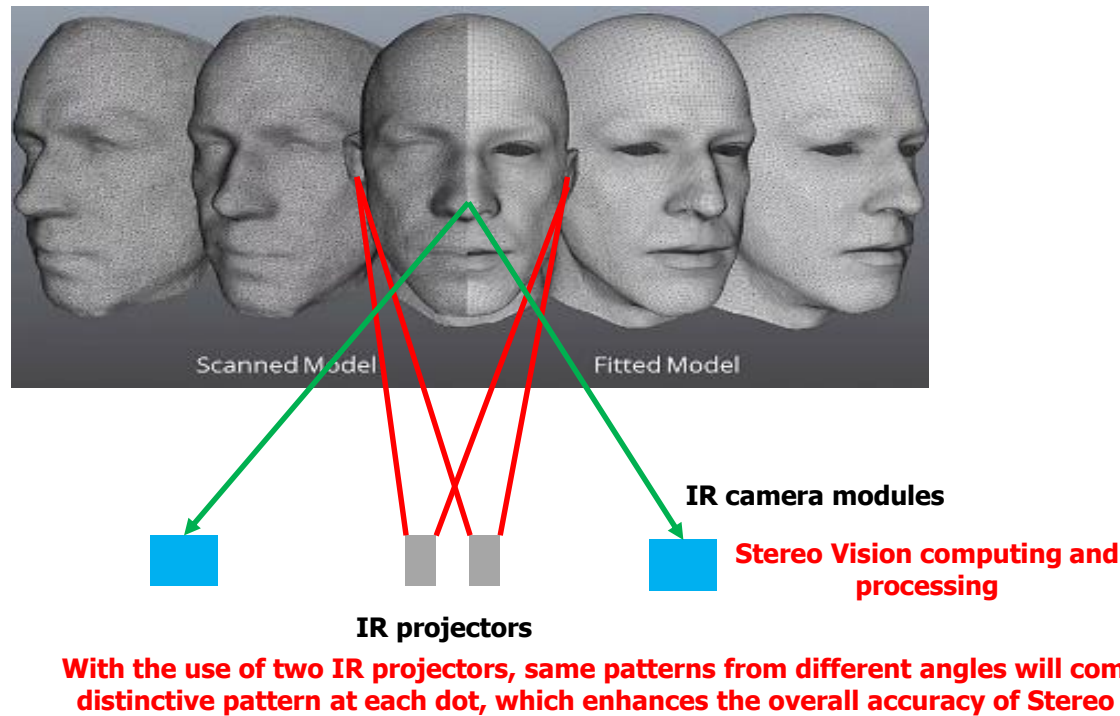 Scanned Model
Fitted Model
IR camera modules
Stereo Vision computing and
processing
IR projectors
With the use of two IR projectors, same patterns from different angles will
distinctive pattern at each dot, which enhances the overall accuracy of Stereo